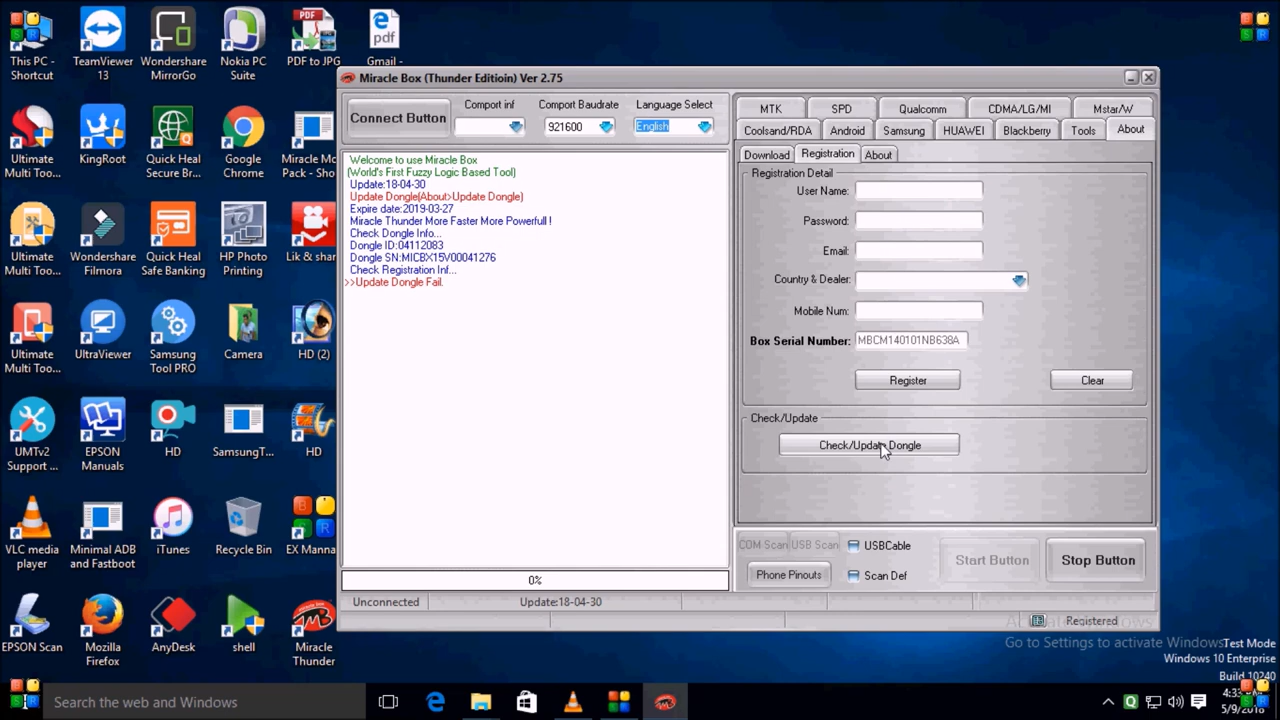 This PC -
Shortcut
TeamViewer
13
Wondershare
MirrorGo
Nokia PC
Suite
PDF
PDF to JPG
pdf
Gmail -
Ultimate
Multi Too...
KingRoot
Quick Heal
Secure Br...
Google
Chrome
Miracle Mo
Pack - Sho
Ultimate
Multi Too...
Wondershare
Filmora
Quick Heal
Safe Banking
HP Photo
Printing
Lik & shar
Ultimate
Multi Too...
UltraViewer
Samsung
Tool PRO
Camera
HD (2)
UMTv2
Support ...
EPSON
Manuals
HD
SamsungT...
HD
VLC media
player
Minimal ADB
and Fastboot
iTunes
Recycle Bin
EX Manna
EPSON Scan
Mozilla
Firefox
AnyDesk
shell
Miracle
Thunder
Miracle Box (Thunder Editioin) Ver 2.75
Connect Button
Comport inf
Comport Baudrate
921600
Language Select
English
Welcome to use Miracle Box
(World's First Fuzzy Logic Based Tool)
Update:18-04-30
Update Dongle(About>Update Dongle)
Expire date:2019-03-27
Miracle Thunder More Faster More Powerfull !
Check Dongle Info...
Dongle ID:04112083
Dongle SN:MICBX15V00041276
Check Registration Inf...
>>Update Dongle Fail.
0%
Unconnected
Update:18-04-30
MTK
SPD
Qualcomm
CDMA/LG/MI
Mstar/W
Coolsand/RDA
Android
Samsung
HUAWEI
Blackberry
Tools
About
Download
Registration
About
Registration Detail
User Name:
Password:
Email:
Country & Dealer:
Mobile Num:
Box Serial Number:
MBCM140101NB638A
Register
Clear
Check/Update
Check/Update Dongle
COM Scan
USB Scan
USBCable
Start Button
Stop Button
Phone Pinouts
Scan Def
Registered
Go to Settings to activate Windows
Test Mode
Windows 10 Enterprise
Build 10240
Search the web and Windows
5/9/2018